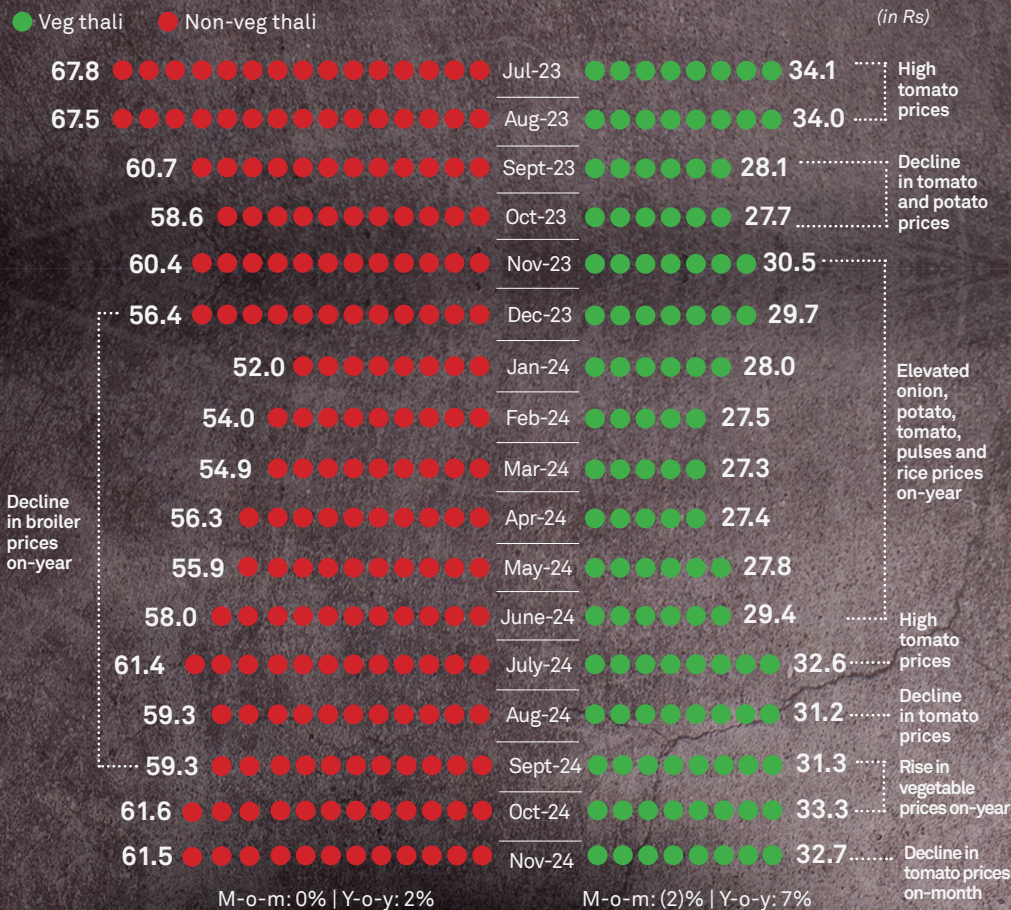 Veg thali Non-veg thali (in Rs)
67.8 Jul-23 34.1
67.5 Aug-23 34.0
High
tomato
prices
60.7 Sept-23 28.1
58.6 Oct-23 27.7
Decline
in tomato
and potato
prices
60.4 Nov-23 30.5
56.4 Dec-23 29.7
52.0 Jan-24 28.0
54.0 Feb-24 27.5
54.9 Mar-24 27.3
56.3 Apr-24 27.4
55.9 May-24 27.8
58.0 June-24 29.4
Elevated
onion,
potato,
tomato,
pulses and
rice prices
on-year
Decline
in broiler
prices
on-year
61.4 July-24 32.6
High
tomato
prices
59.3 Aug-24 31.2
Decline
in tomato
prices
59.3 Sept-24 31.3
61.6 Oct-24 33.3
Rise in
vegetable
prices on-year
61.5 Nov-24 32.7
Decline in
tomato prices
on-month
M-o-m: 0% | Y-o-y: 2% M-o-m: (2)% | Y-o-y: 7%